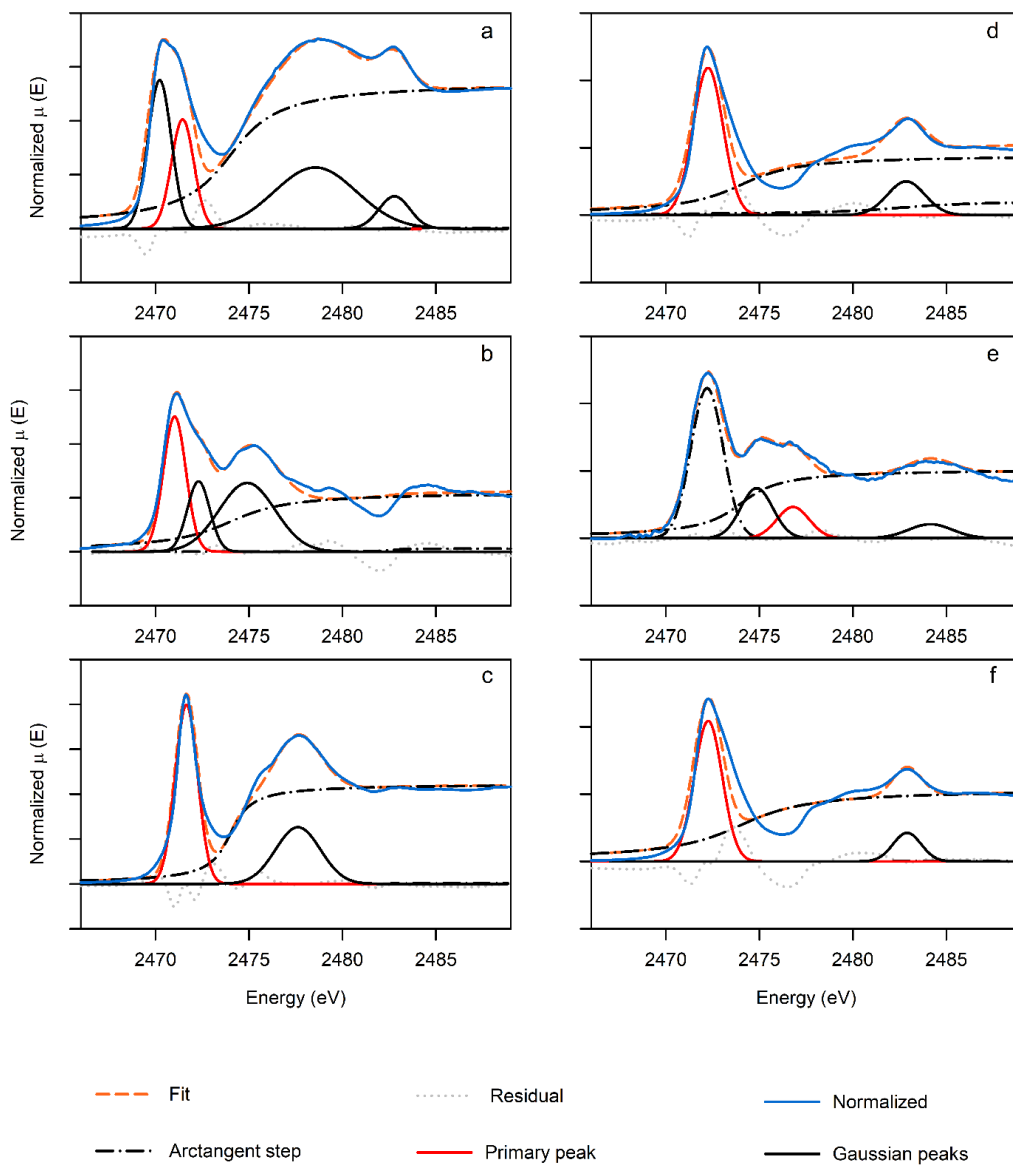 a
d
Normalized μ (E)
2470 2475 2480 2485
2470 2475 2480 2485
b
e
Normalized μ (E)
2470 2475 2480 2485
2470 2475 2480 2485
c
f
Normalized μ (E)
2470 2475 2480 2485
2470 2475 2480 2485
Energy (eV)
Energy (eV)
Fit
Residual
Normalized
Arctangent step
Primary peak
Gaussian peaks